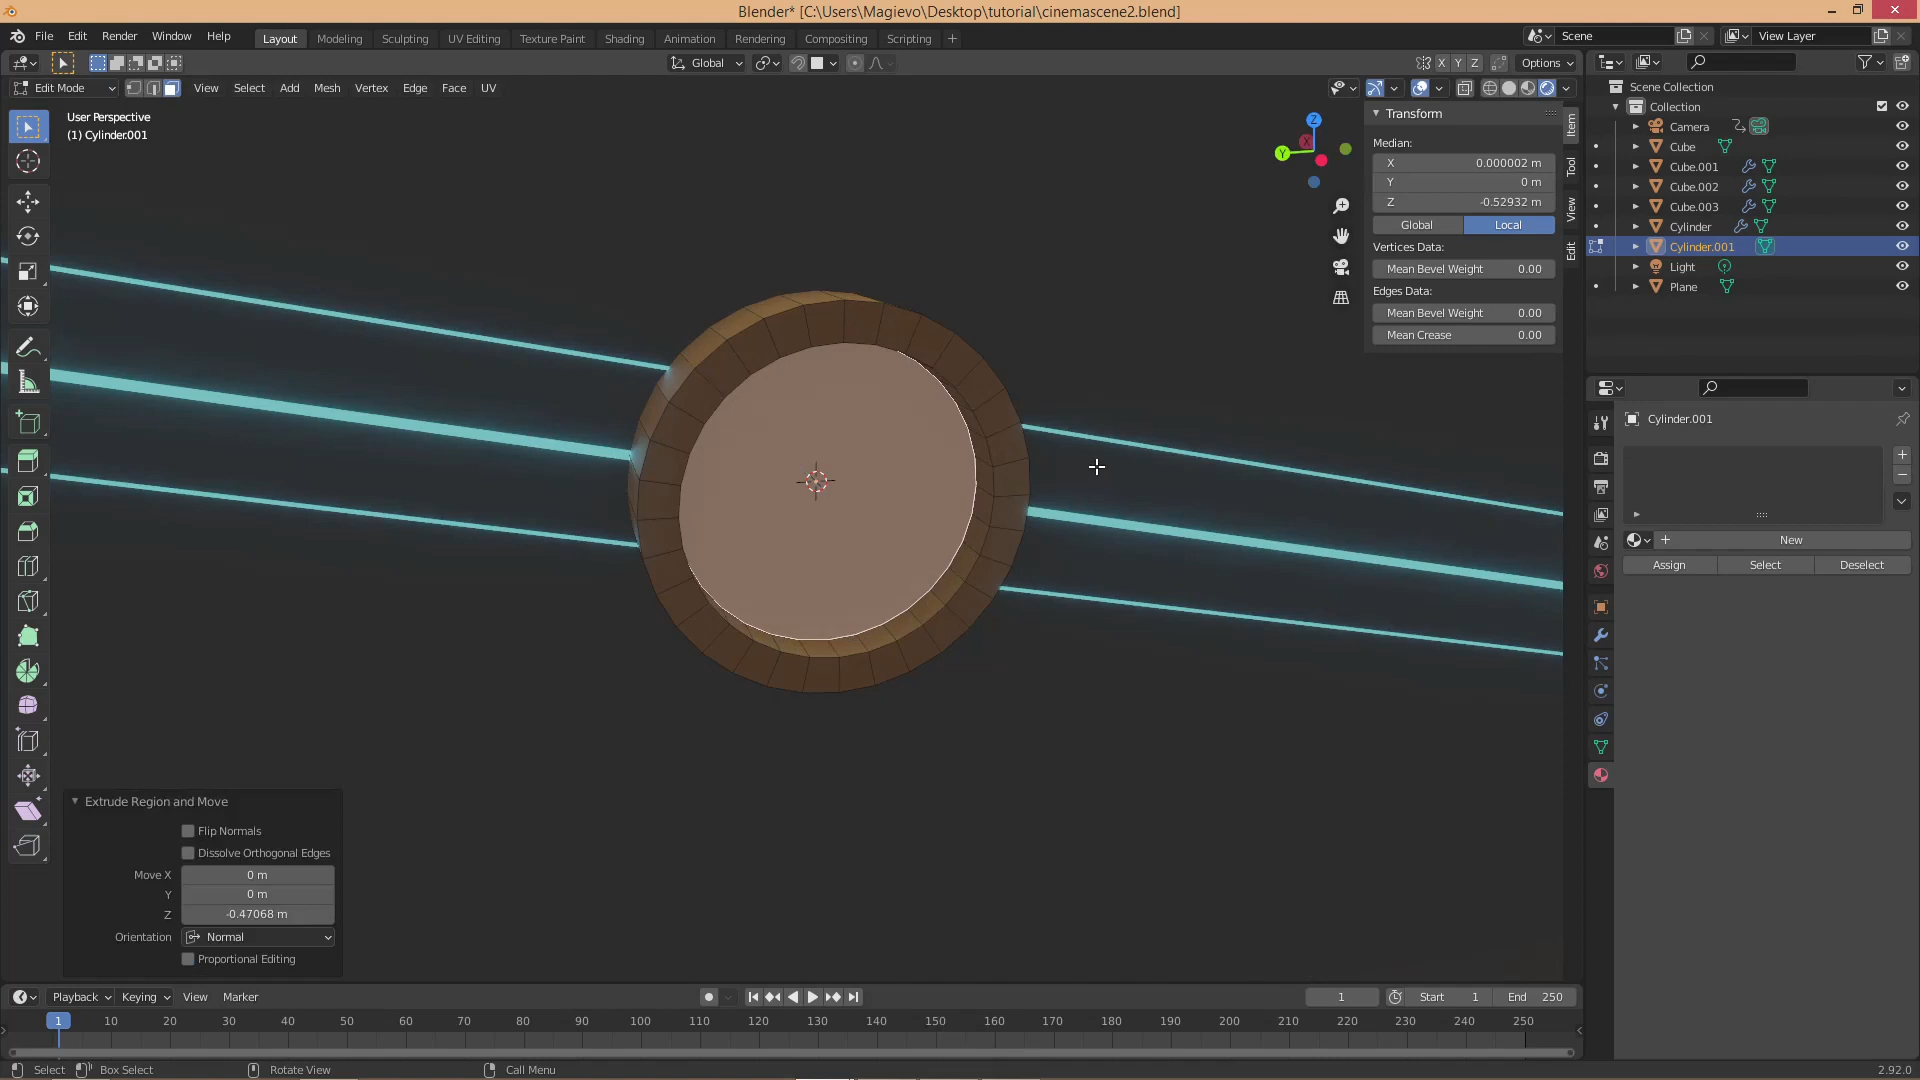 Blender* [C:\Users\Magievo\Desktop\tutorial\cinemascene2.blend]
File Edit Render Window Help
Layout Modeling Sculpting UV Editing Texture Paint Shading Animation Rendering Compositing Scripting
Scene
View Layer
Global
X Y Z
Options
Edit Mode
View Select Add Mesh Vertex Edge Face UV
User Perspective
(1) Cylinder.001
Z
X
Y
Transform
Median:
X 0.000002 m
Y 0 m
Z -0.52932 m
Global Local
Vertices Data:
Mean Bevel Weight 0.00
Edges Data:
Mean Bevel Weight 0.00
Mean Crease 0.00
Item
Tool
View
Edit
Scene Collection
Collection
Camera
Cube
Cube.001
Cube.002
Cube.003
Cylinder
Cylinder.001
Light
Plane
Cylinder.001
New
Assign Select Deselect
Extrude Region and Move
Flip Normals
Dissolve Orthogonal Edges
Move X 0 m
Y 0 m
Z -0.47068 m
Orientation Normal
Proportional Editing
Playback Keying View Marker
1
Start 1
End 250
1 10 20 30 40 50 60 70 80 90 100 110 120 130 140 150 160 170 180 190 200 210 220 230 240 250
Select Box Select Rotate View Call Menu
2.92.0